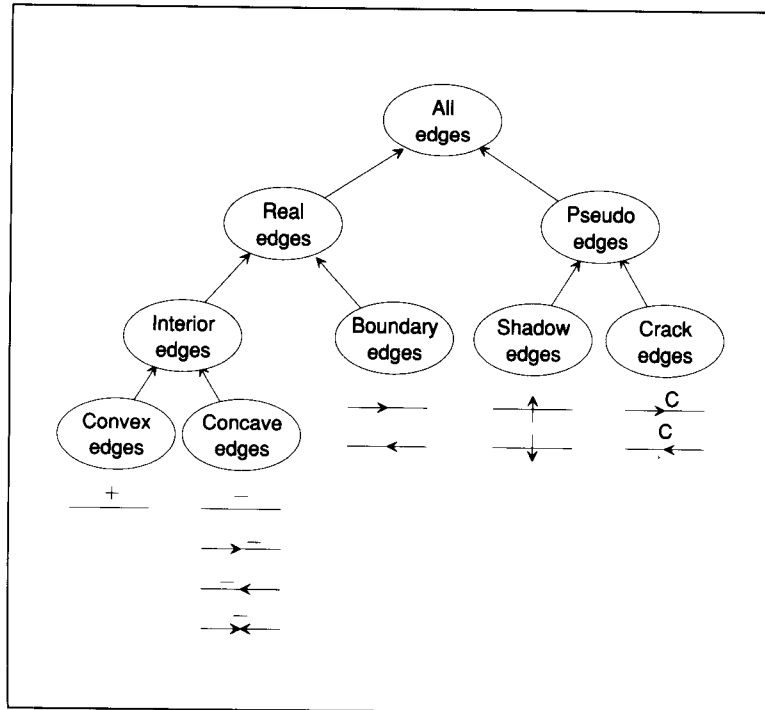 All
edges
Real
edges
Pseudo
edges
Interior
edges
Boundary
edges
Shadow
edges
Crack
edges
Convex
edges
Concave
edges
C
C
+
−
−
−
−